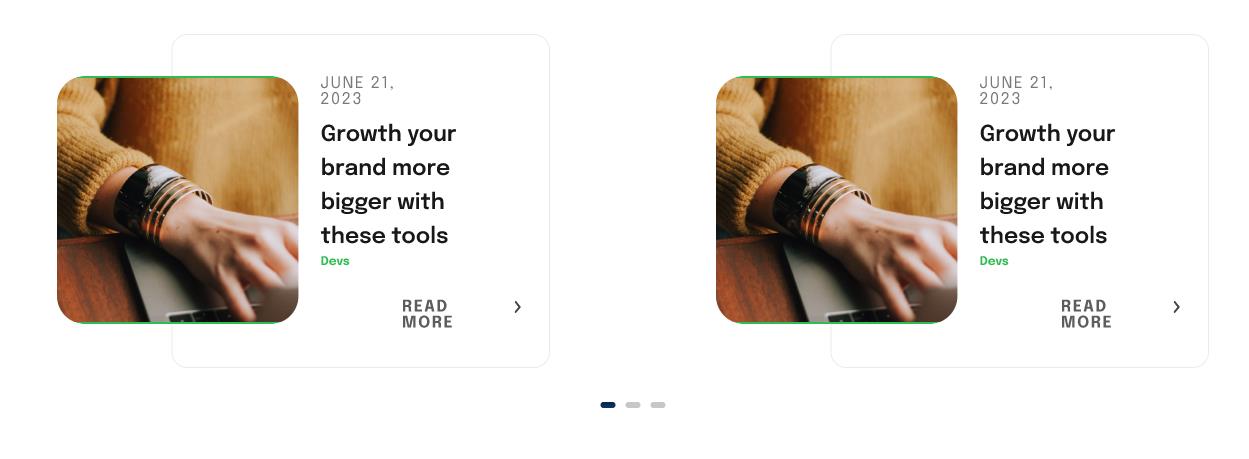 JUNE 21,
2023
Growth your
brand more
bigger with
these tools
Devs
READ
MORE
JUNE 21,
2023
Growth your
brand more
bigger with
these tools
Devs
READ
MORE